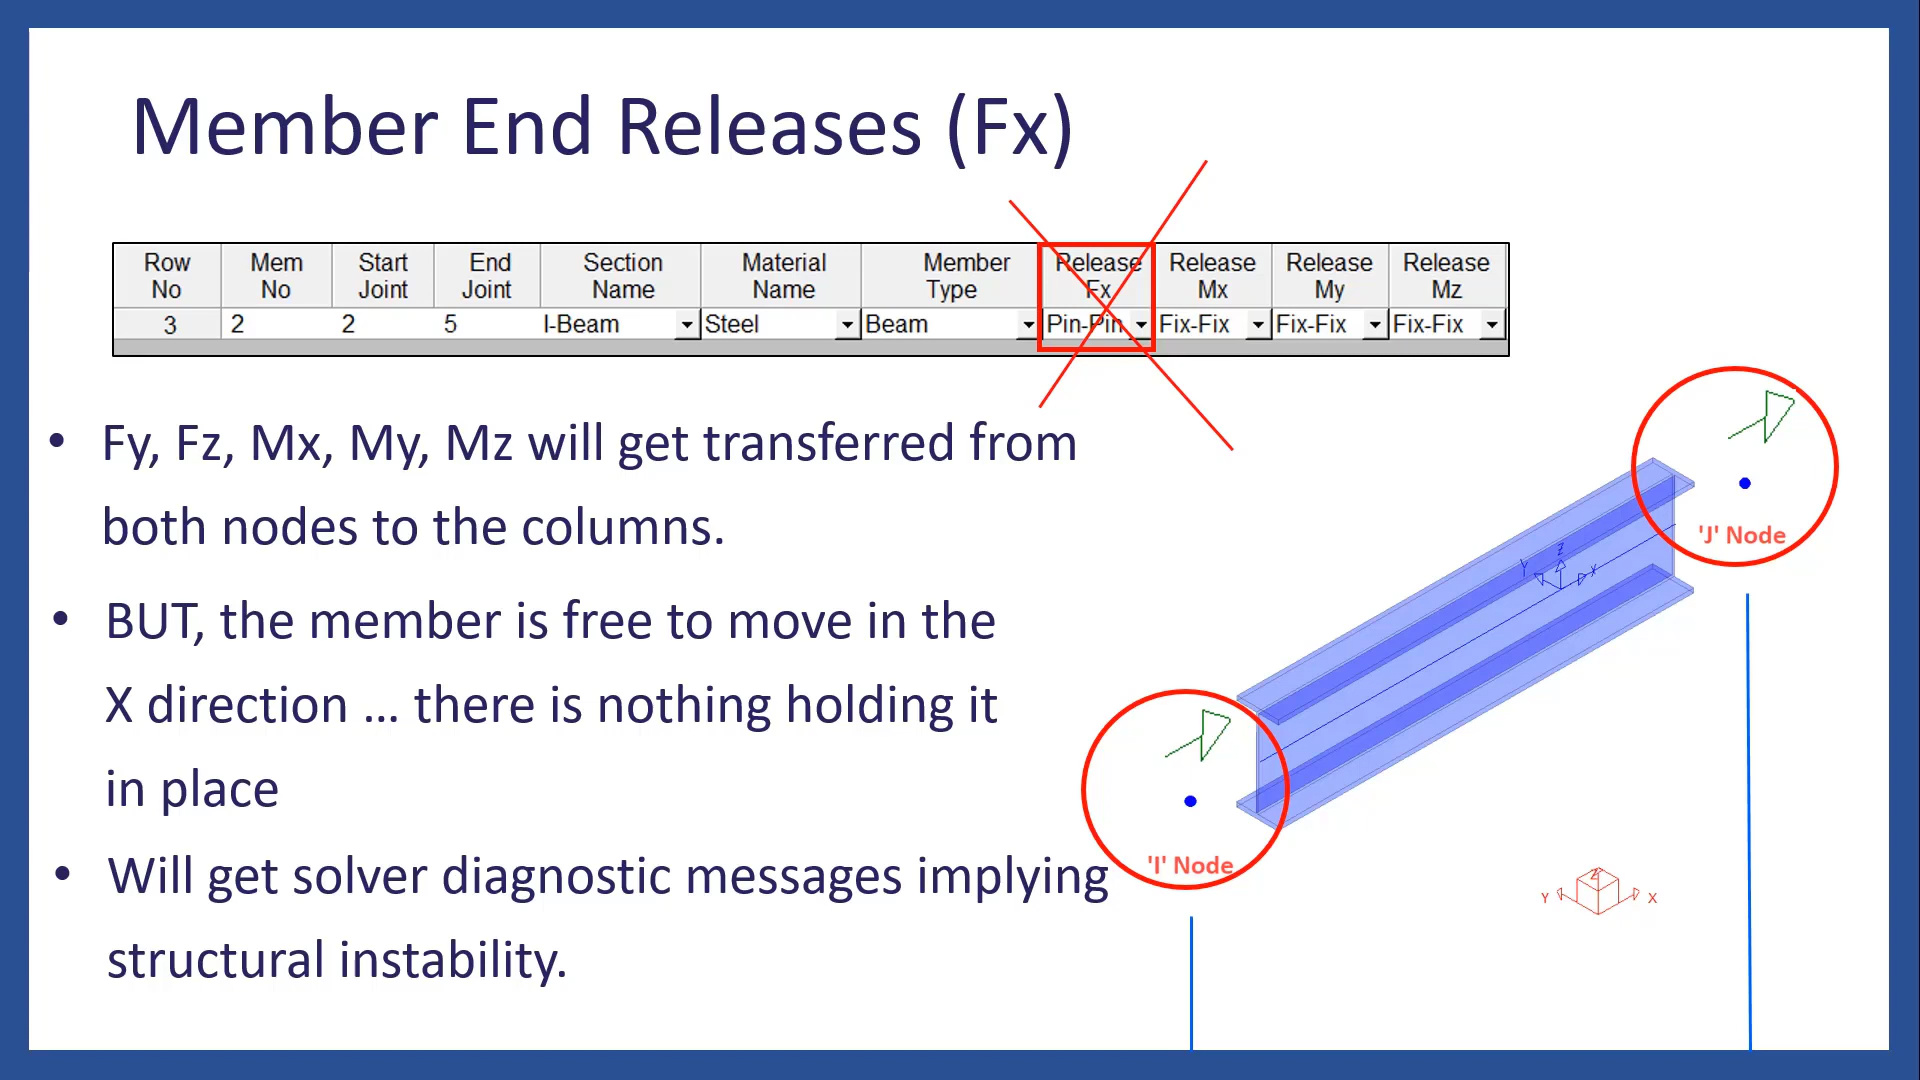 Member End Releases (Fx)
Row No Mem No Start Joint End Joint Section Name Material Name Member Type Release Fx Release Mx Release My Release Mz
3 2 2 5 I-Beam Steel Beam Pin-Pin Fix-Fix Fix-Fix Fix-Fix
• Fy, Fz, Mx, My, Mz will get transferred from
both nodes to the columns.
• BUT, the member is free to move in the
X direction ... there is nothing holding it
in place
• Will get solver diagnostic messages implying
structural instability.
'J' Node
Z
Y X
'I' Node
Z
Y X